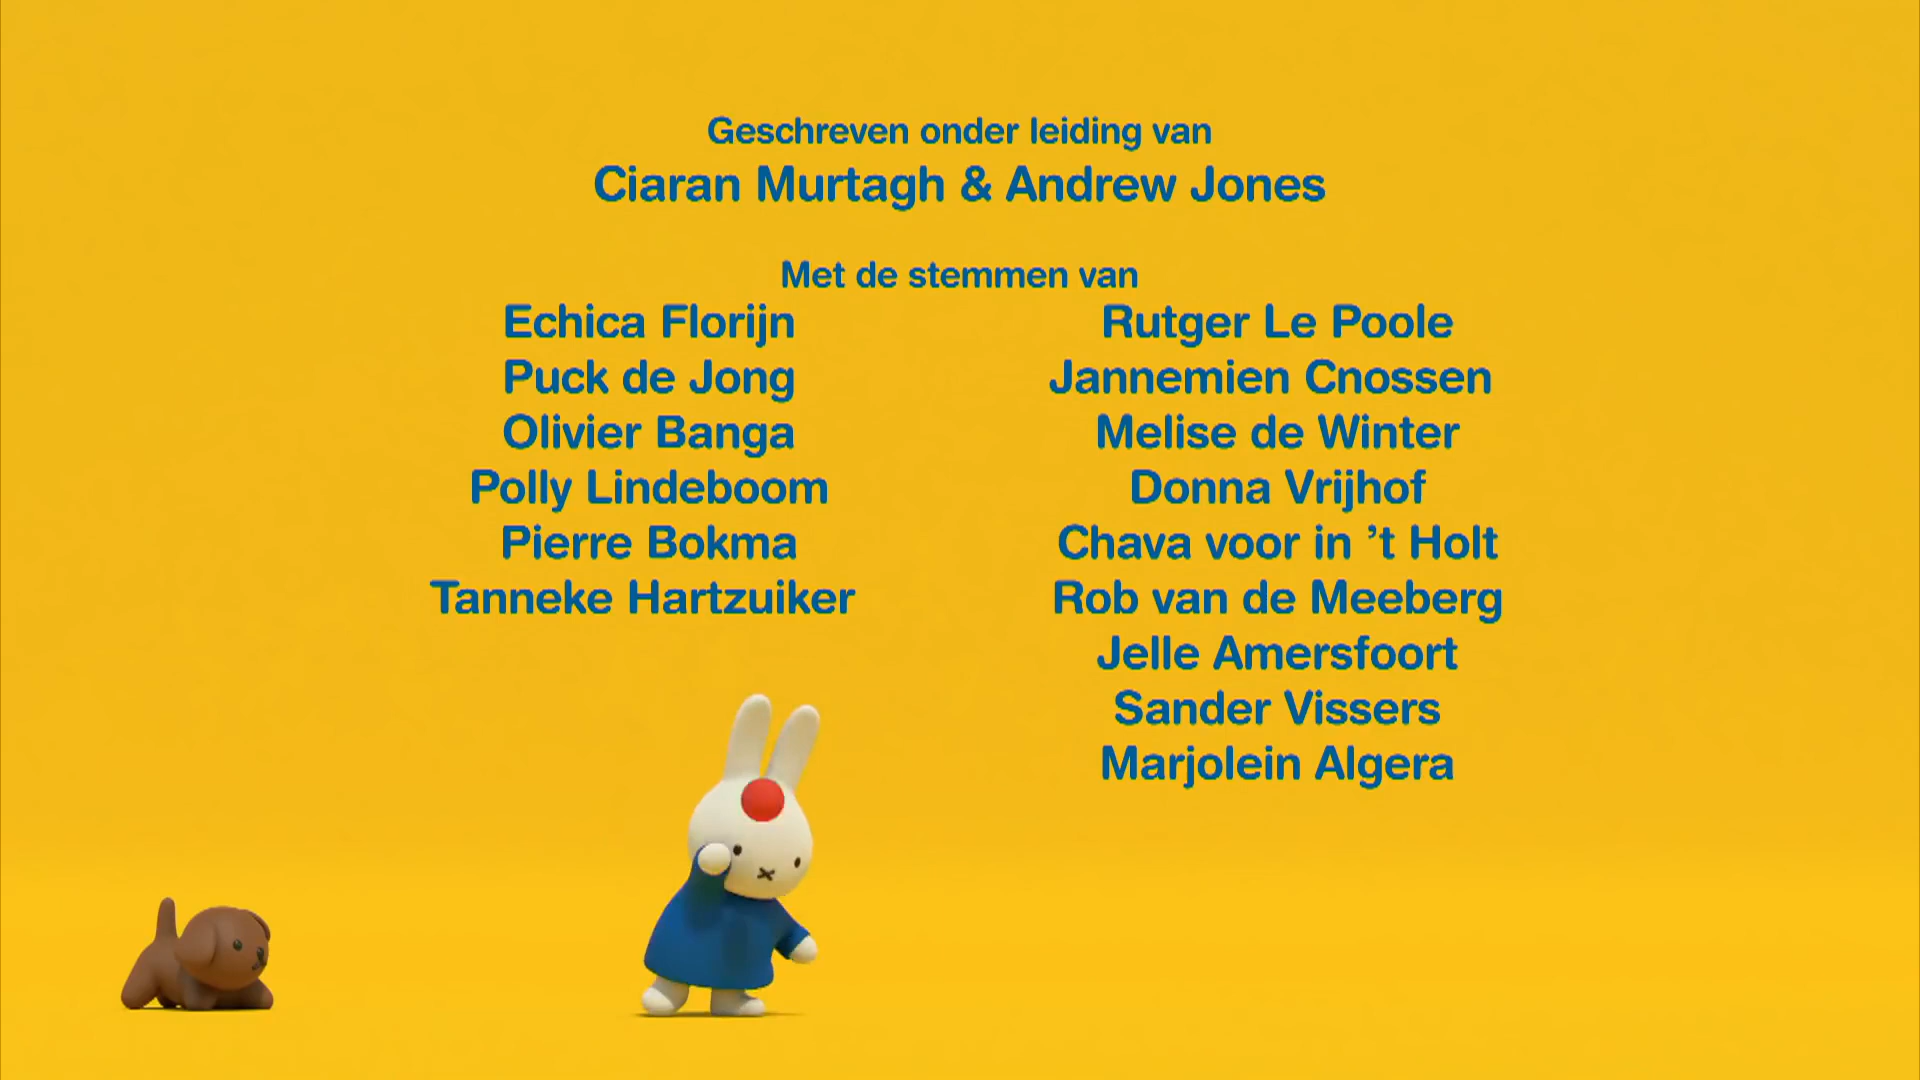 Geschreven onder leiding van
Ciaran Murtagh & Andrew Jones
Met de stemmen van
Echica Florijn
Puck de Jong
Olivier Banga
Polly Lindeboom
Pierre Bokma
Tanneke Hartzuiker
Rutger Le Poole
Jannemien Cnossen
Melise de Winter
Donna Vrijhof
Chava voor in ’t Holt
Rob van de Meeberg
Jelle Amersfoort
Sander Vissers
Marjolein Algera